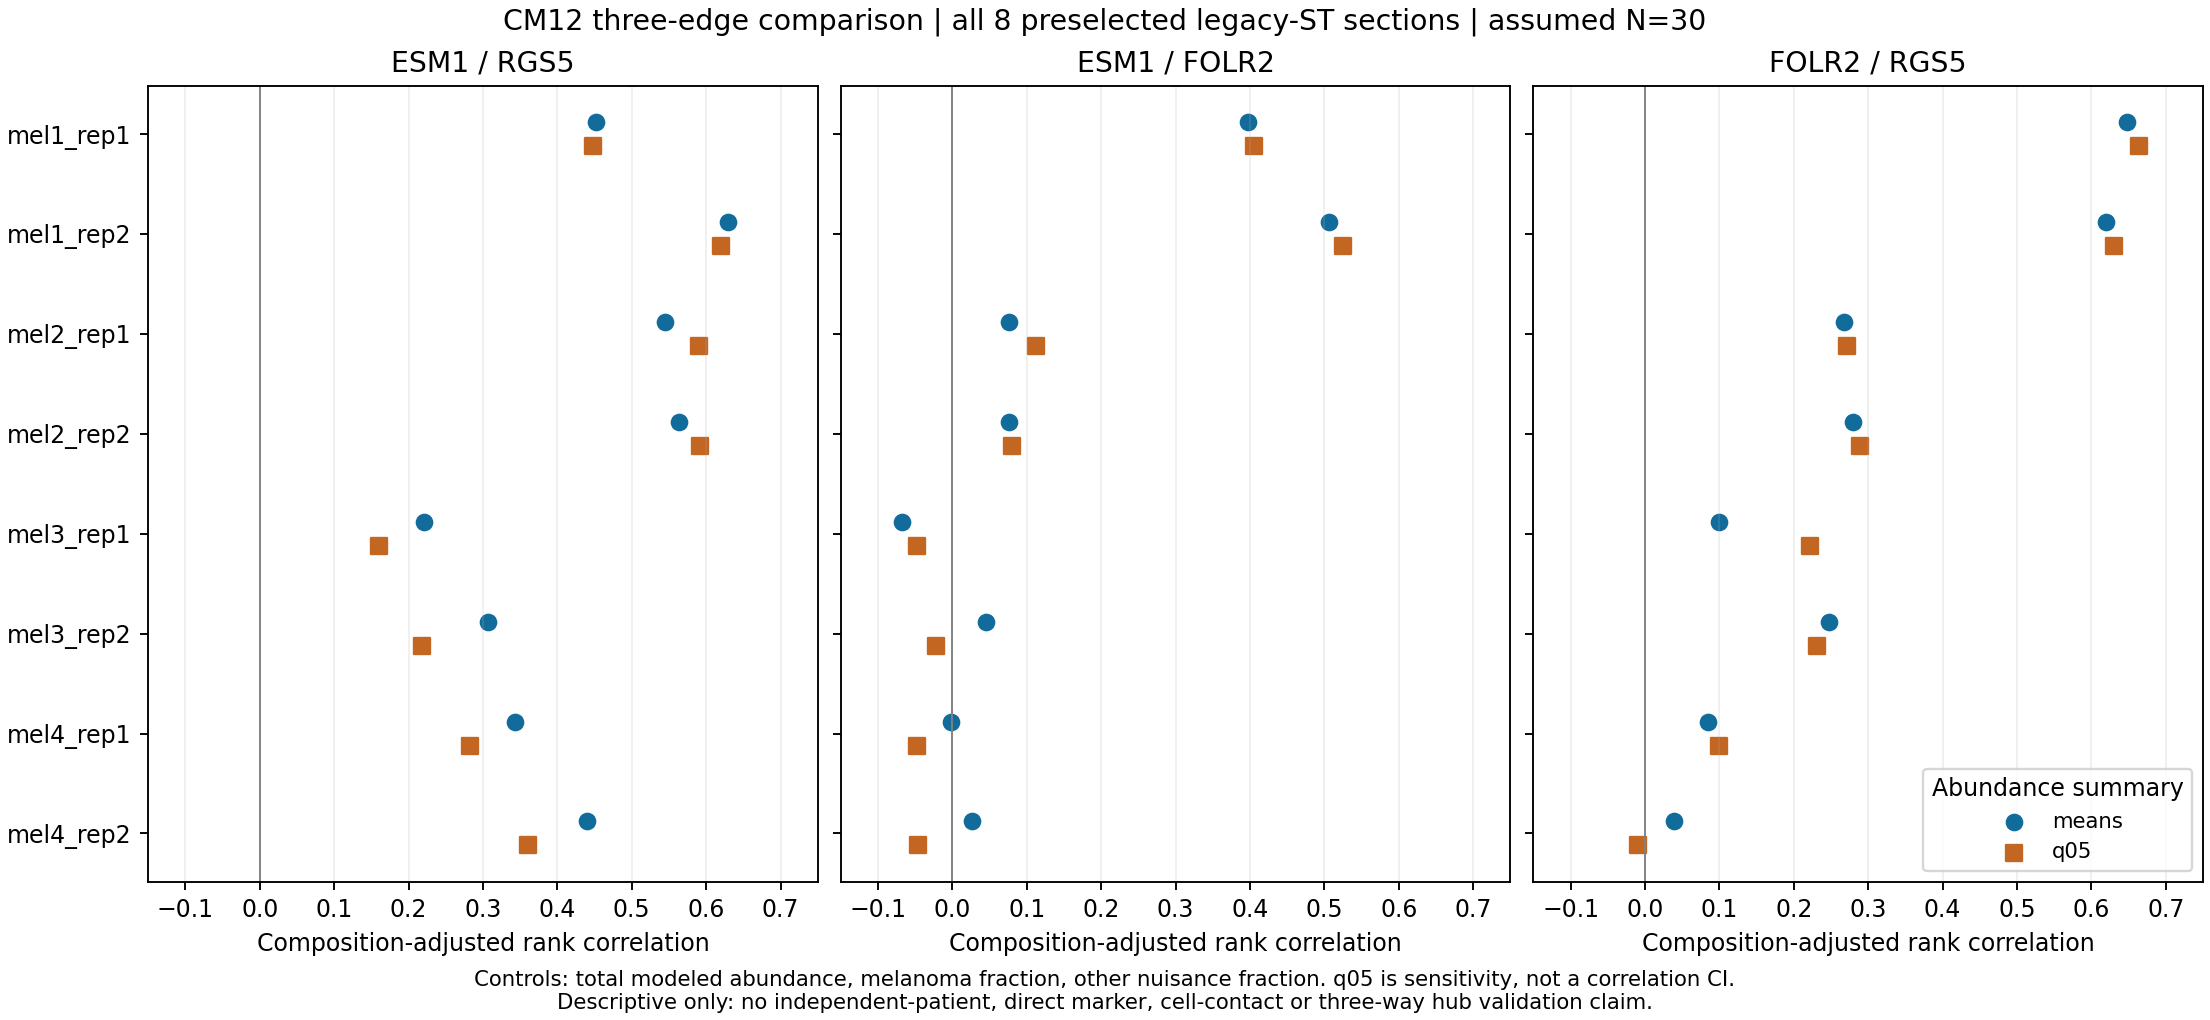 CM12 three-edge comparison | all 8 preselected legacy-ST sections | assumed N=30
ESM1 / RGS5
ESM1 / FOLR2
FOLR2 / RGS5
mel1_rep1
mel1_rep2
mel2_rep1
mel2_rep2
mel3_rep1
mel3_rep2
mel4_rep1
mel4_rep2
Abundance summary
means
q05
−0.1 0.0 0.1 0.2 0.3 0.4 0.5 0.6 0.7
−0.1 0.0 0.1 0.2 0.3 0.4 0.5 0.6 0.7
−0.1 0.0 0.1 0.2 0.3 0.4 0.5 0.6 0.7
Composition-adjusted rank correlation
Composition-adjusted rank correlation
Composition-adjusted rank correlation
Controls: total modeled abundance, melanoma fraction, other nuisance fraction. q05 is sensitivity, not a correlation CI.
Descriptive only: no independent-patient, direct marker, cell-contact or three-way hub validation claim.